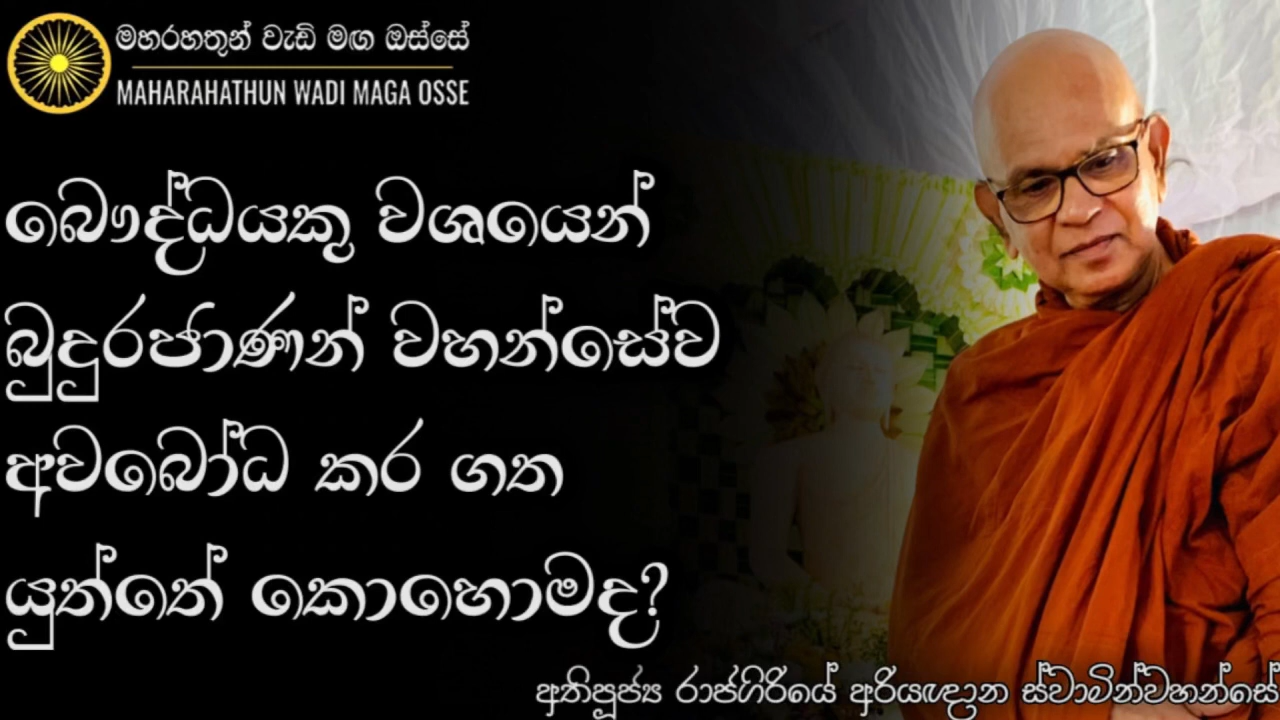 මහරහතුන් වැඩි මඟ ඔස්සේ
MAHARAHATHUN WADI MAGA OSSE
බෞද්ධයකු වශයෙන්
බුදුරජාණන් වහන්සේව
අවබෝධ කර ගත
යුත්තේ කොහොමද?
අතිපූජ්‍ය රාජගිරියේ අරියඥාන ස්වාමින්වහන්සේ